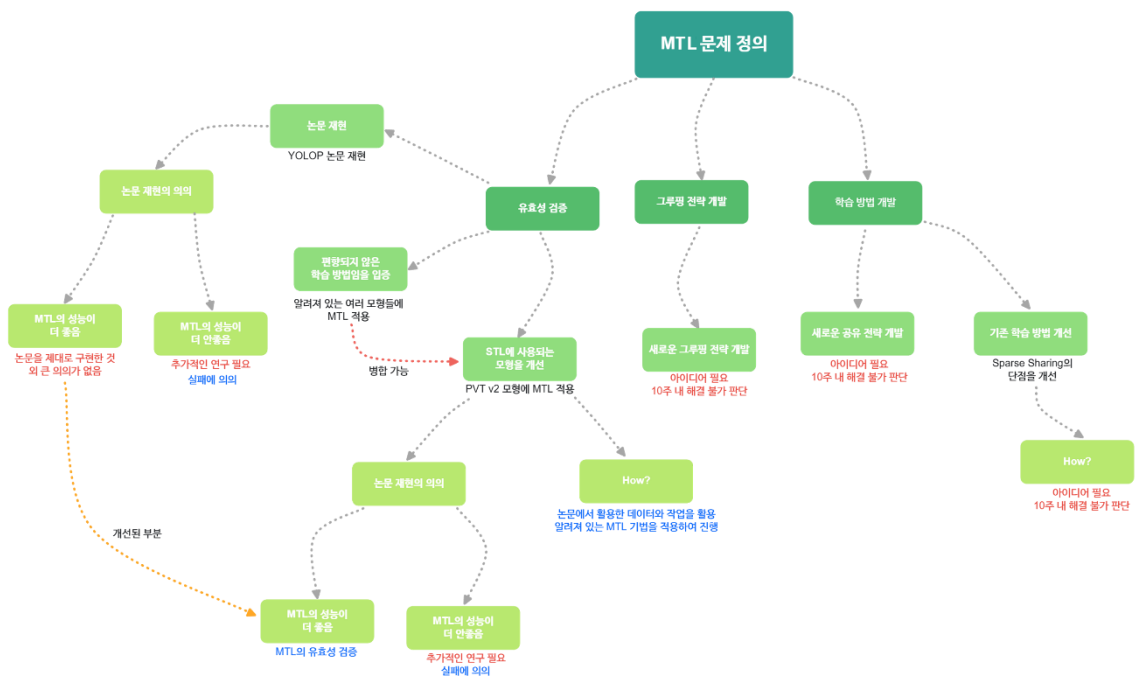 MTL 문제 정의
논문 재현
YOLOP 논문 재현
논문 재현의 의의
유효성 검증
그루핑 전략 개발
학습 방법 개발
편향되지 않은
학습 방법임을 입증
알려져 있는 여러 모형들에
MTL 적용
MTL의 성능이
더 좋음
논문을 제대로 구현한 것
외 큰 의의가 없음
MTL의 성능이
더 안좋음
추가적인 연구 필요
실패에 의의
병합 가능
STL에 사용되는
모형을 개선
PVT v2 모형에 MTL 적용
새로운 그루핑 전략 개발
아이디어 필요
10주 내 해결 불가 판단
새로운 공유 전략 개발
아이디어 필요
10주 내 해결 불가 판단
기존 학습 방법 개선
Sparse Sharing의
단점을 개선
How?
아이디어 필요
10주 내 해결 불가 판단
논문 재현의 의의
How?
논문에서 활용한 데이터와 작업을 활용
알려져 있는 MTL 기법을 적용하여 진행
개선된 부분
MTL의 성능이
더 좋음
MTL의 유효성 검증
MTL의 성능이
더 안좋음
추가적인 연구 필요
실패에 의의